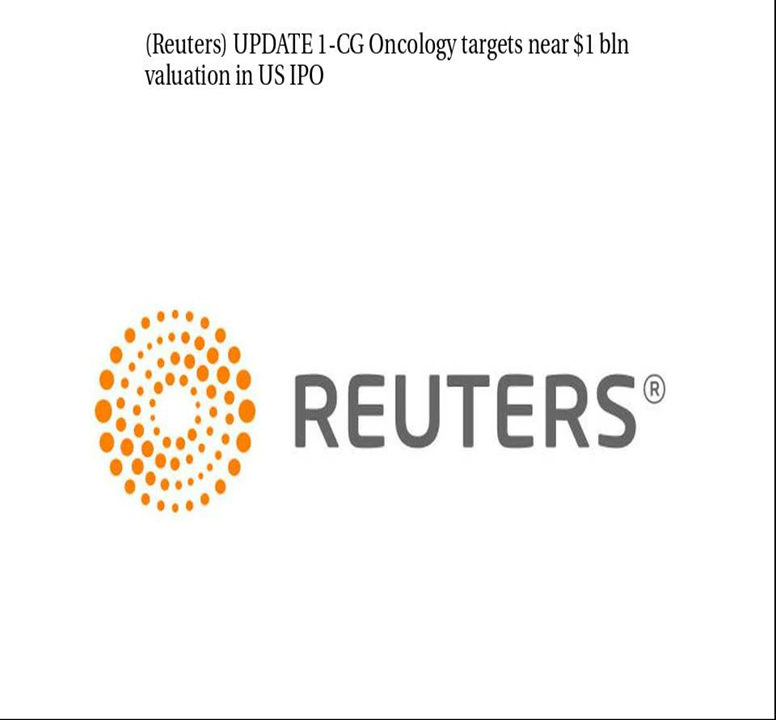 (Reuters) UPDATE 1-CG Oncology targets near $1 bln
valuation in US IPO
REUTERS®